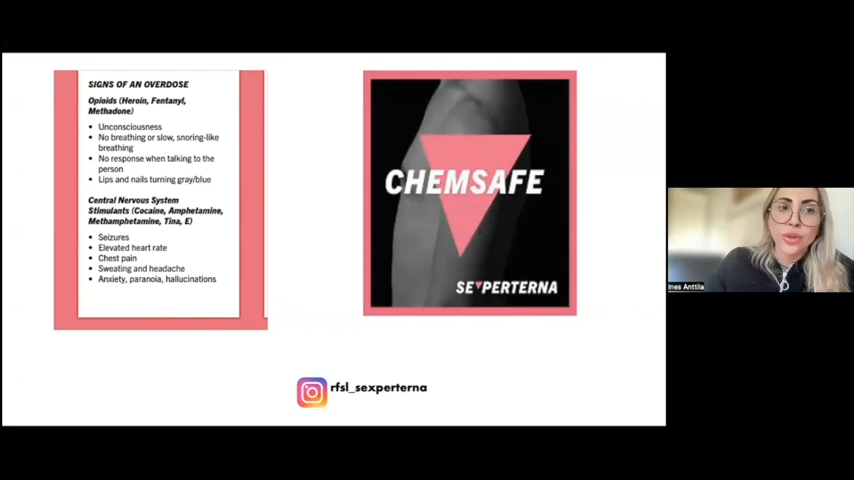 SIGNS OF AN OVERDOSE
Opioids (Heroin, Fentanyl,
Methadone)
• Unconsciousness
• No breathing or slow, snoring-like
breathing
• No response when talking to the
person
• Lips and nails turning gray/blue
Central Nervous System
Stimulants (Cocaine, Amphetamine,
Methamphetamine, Tina, E)
• Seizures
• Elevated heart rate
• Chest pain
• Sweating and headache
• Anxiety, paranoia, hallucinations
CHEMSAFE
SEXPERTERNA
rfsl_sexperterna
Ines Anttila